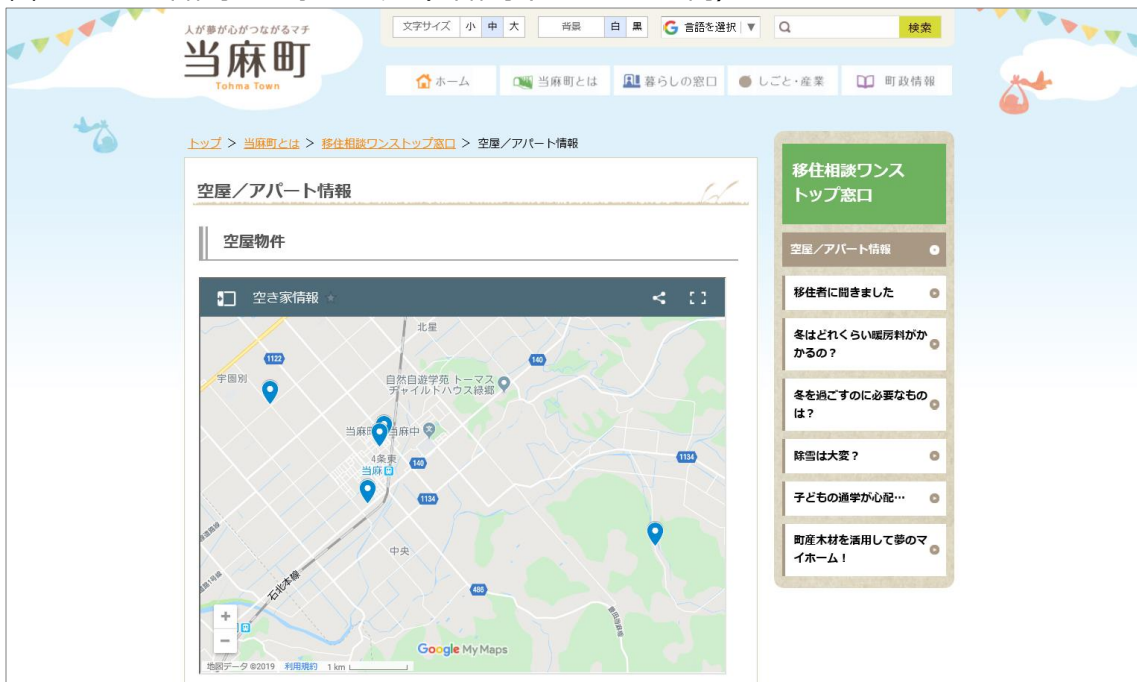 人が夢が心がつながるマチ
当麻町
Tohma Town
文字サイズ 小 中 大
背景 白 黒
G 言語を選択 ▼
検索
ホーム
当麻町とは
暮らしの窓口
しごと・産業
町政情報
トップ > 当麻町とは > 移住相談ワンストップ窓口 > 空屋/アパート情報
空屋/アパート情報
空屋物件
空き家情報
北星
1122
140
宇園別
自然自遊学苑 トーマス
チャイルトハウス緑郷
当麻中
4条東
当麻
140
1134
1134
中央
石北本線
486
+
−
Google My Maps
地図データ ©2019 利用規約 1 km
移住相談ワンス
トップ窓口
空屋/アパート情報
移住者に聞きました
冬はどれくらい暖房料がか
かるの?
冬を過ごすのに必要なもの
は?
除雪は大変?
子どもの通学が心配…
町産木材を活用して夢のマ
イホーム!